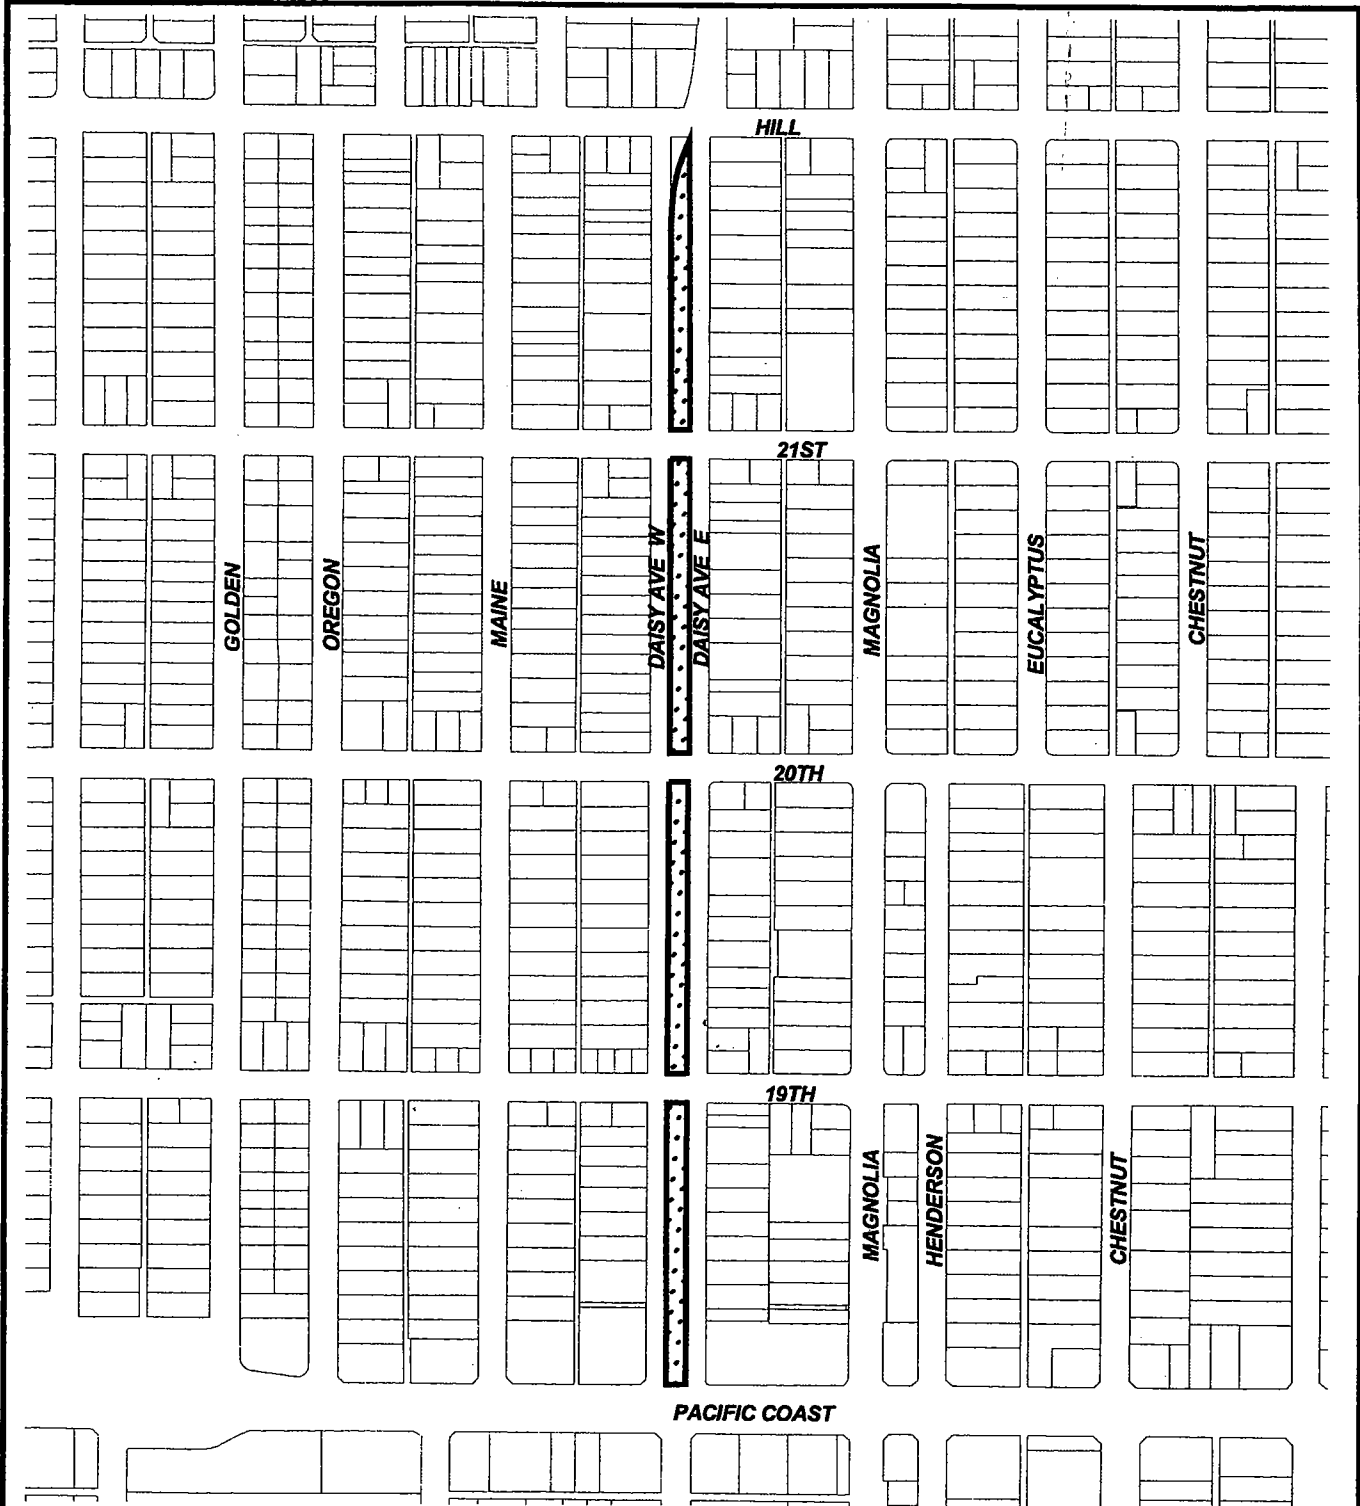 HILL
21ST
GOLDEN
OREGON
MAINE
DAISY AVE W
DAISY AVE E
MAGNOLIA
EUCALYPTUS
CHESTNUT
20TH
19TH
MAGNOLIA
HENDERSON
CHESTNUT
PACIFIC COAST